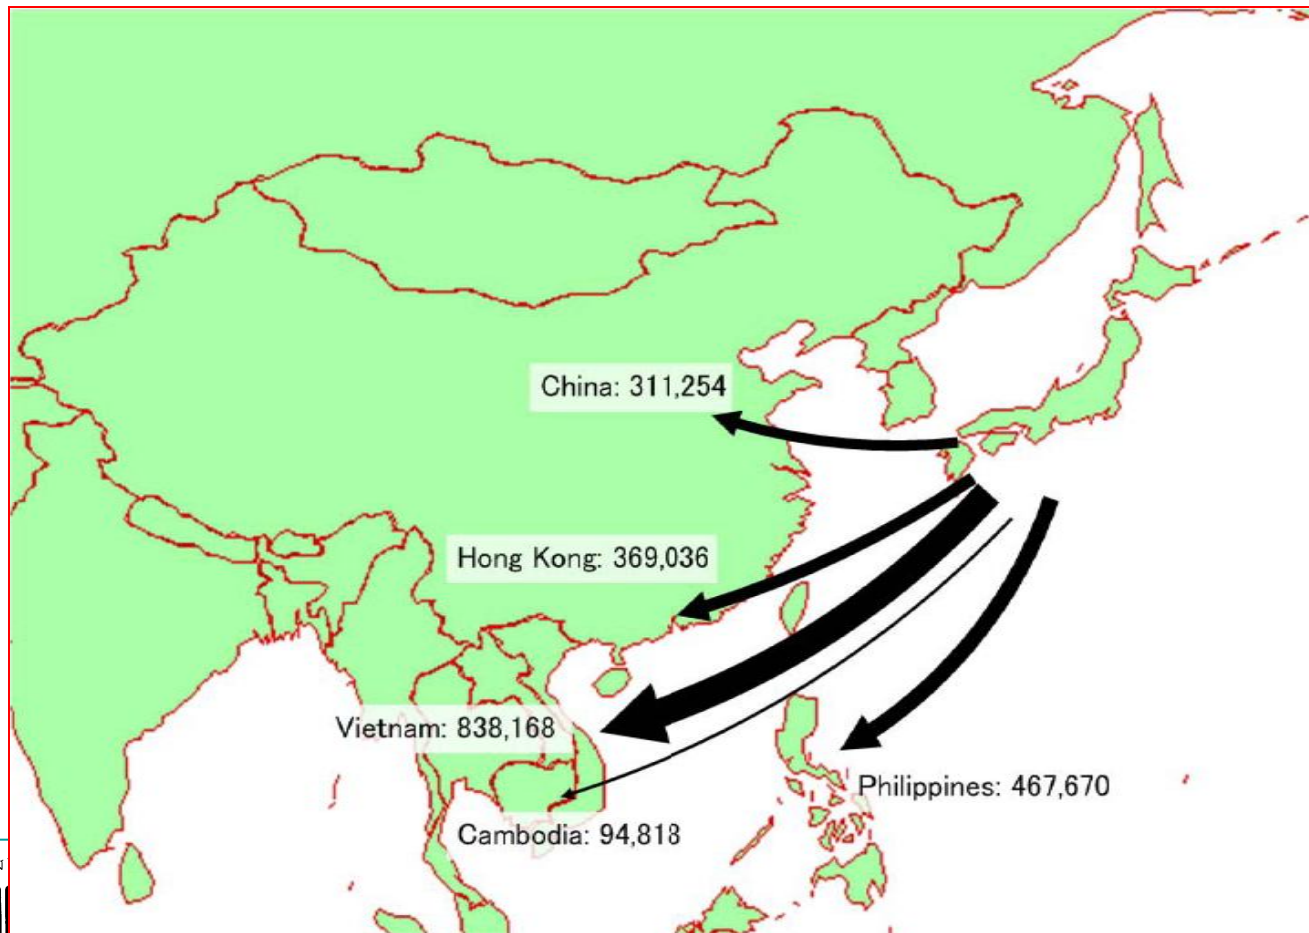 China: 311,254
Hong Kong: 369,036
Vietnam: 838,168
Philippines: 467,670
Cambodia: 94,818